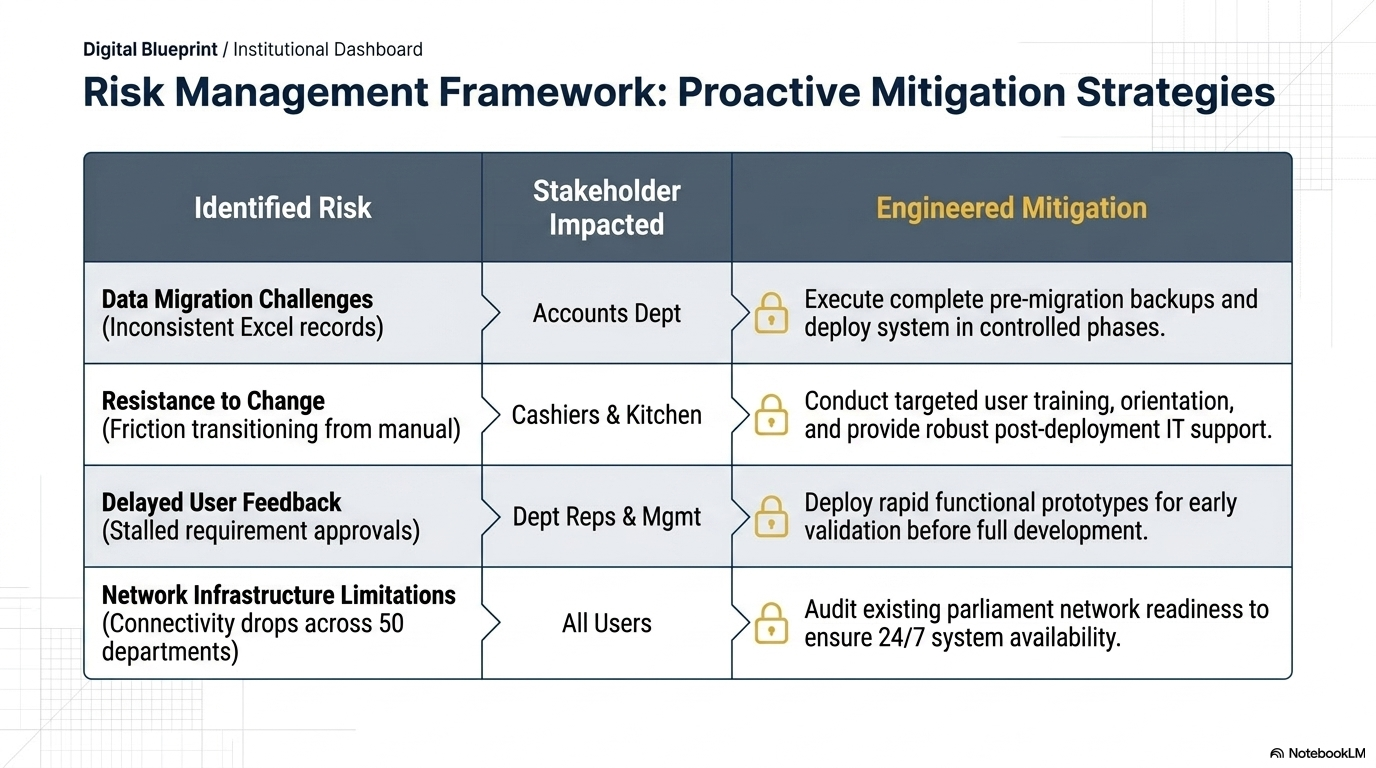 Digital Blueprint / Institutional Dashboard
Risk Management Framework: Proactive Mitigation Strategies
Identified Risk
Stakeholder
Impacted
Engineered Mitigation
Data Migration Challenges
(Inconsistent Excel records)
Accounts Dept
Execute complete pre-migration backups and
deploy system in controlled phases.
Resistance to Change
(Friction transitioning from manual)
Cashiers & Kitchen
Conduct targeted user training, orientation,
and provide robust post-deployment IT support.
Delayed User Feedback
(Stalled requirement approvals)
Dept Reps & Mgmt
Deploy rapid functional prototypes for early
validation before full development.
Network Infrastructure Limitations
(Connectivity drops across 50
departments)
All Users
Audit existing parliament network readiness to
ensure 24/7 system availability.
NotebookLM